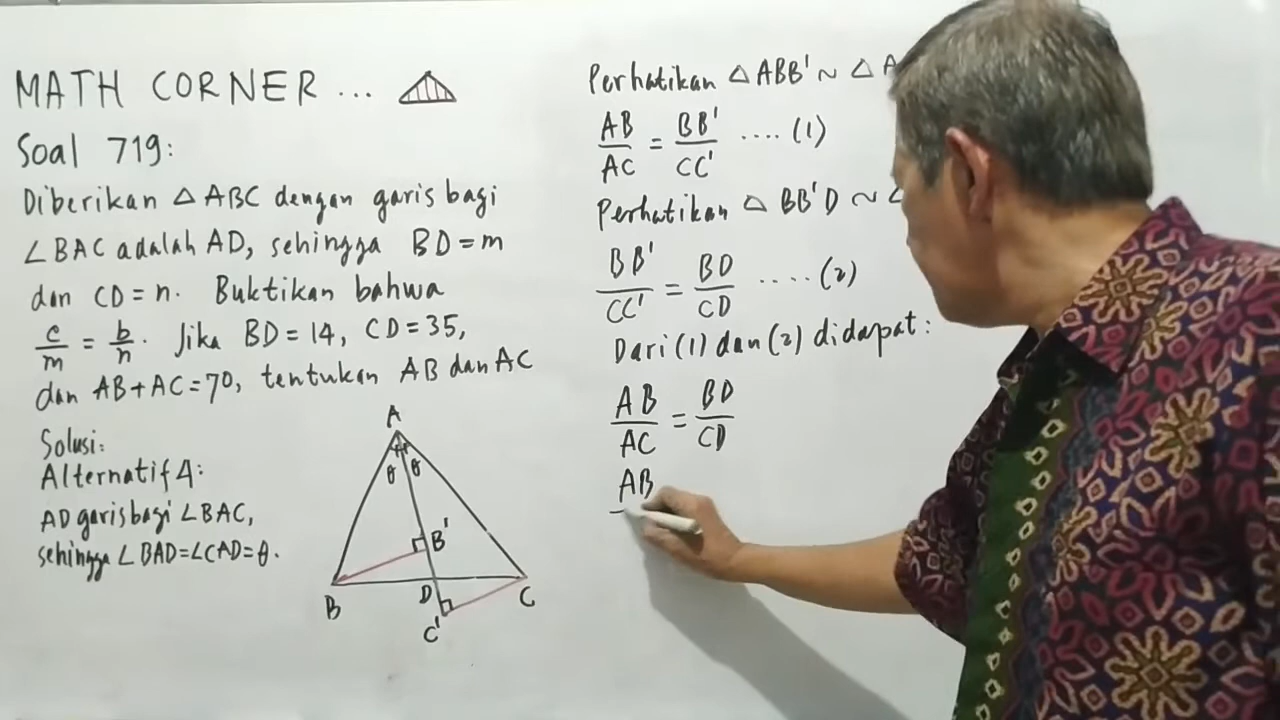 MATH CORNER ...
Soal 719:
Diberikan △ ABC dengan garis bagi
∠BAC adalah AD, sehingga BD = m
dan CD = n. Buktikan bahwa
c/m = b/n. Jika BD = 14, CD = 35,
dan AB + AC = 70, tentukan AB dan AC
Solusi:
Alternatif 4:
AD garis bagi ∠BAC,
sehingga ∠BAD = ∠CAD = θ.
A
θ θ
B'
B D C
C'
Perhatikan △ ABB' ~ △ A
AB/AC = BB'/CC' .... (1)
Perhatikan △ BB'D ~
BB'/CC' = BD/CD .... (2)
Dari (1) dan (2) didapat:
AB/AC = BD/CD
AB